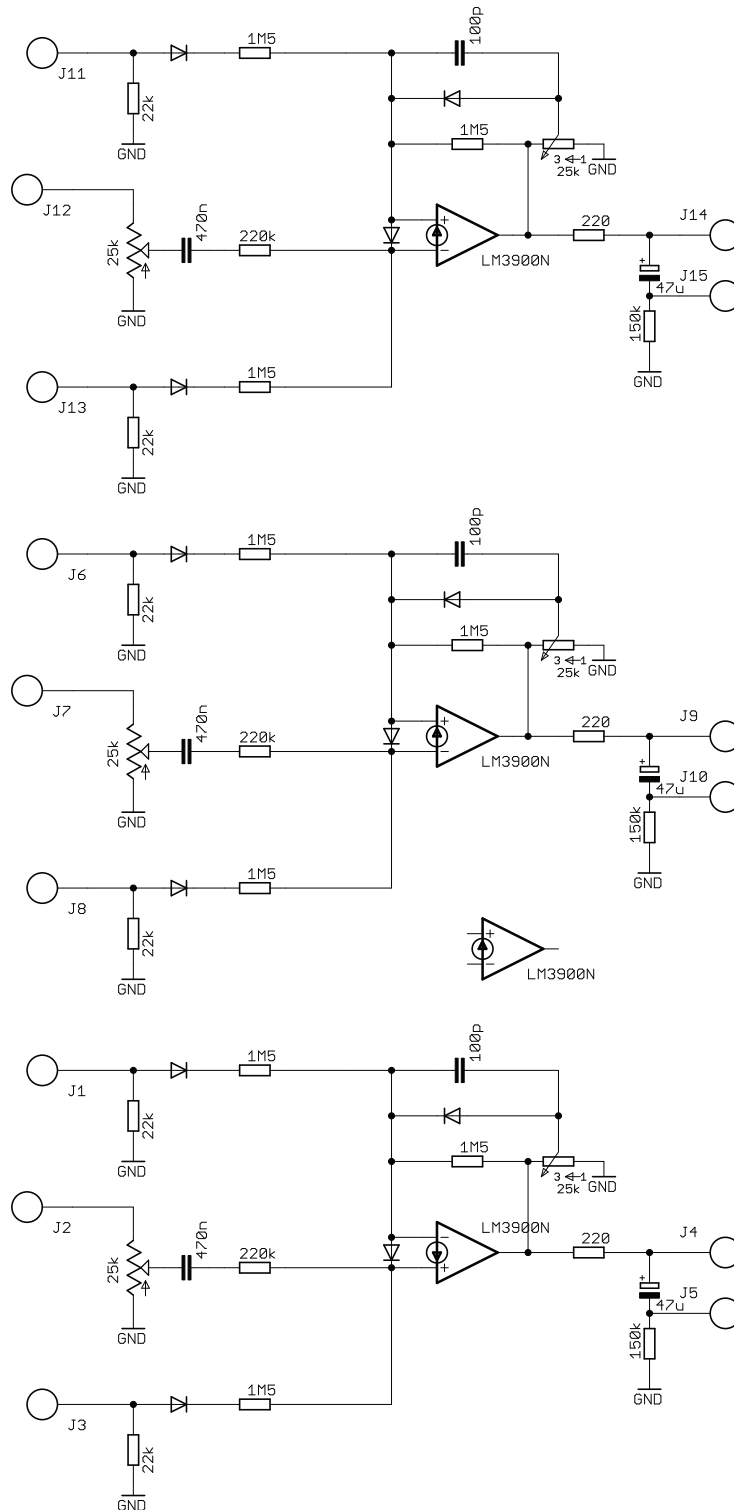 100p
1M5
J11
22k
1M5
GND
3 1
25k
GND
J12
470n
220k
25k
+
-
LM3900N
220
J14
+
47u
J15
150k
GND
GND
1M5
J13
22k
GND
100p
1M5
J6
22k
1M5
GND
3 1
25k
GND
J7
470n
220k
25k
+
-
LM3900N
220
J9
+
47u
J10
150k
GND
GND
1M5
J8
22k
GND
+
-
LM3900N
100p
1M5
J1
22k
1M5
GND
3 1
25k
GND
J2
470n
220k
25k
-
+
LM3900N
220
J4
+
47u
J5
150k
GND
GND
1M5
J3
22k
GND